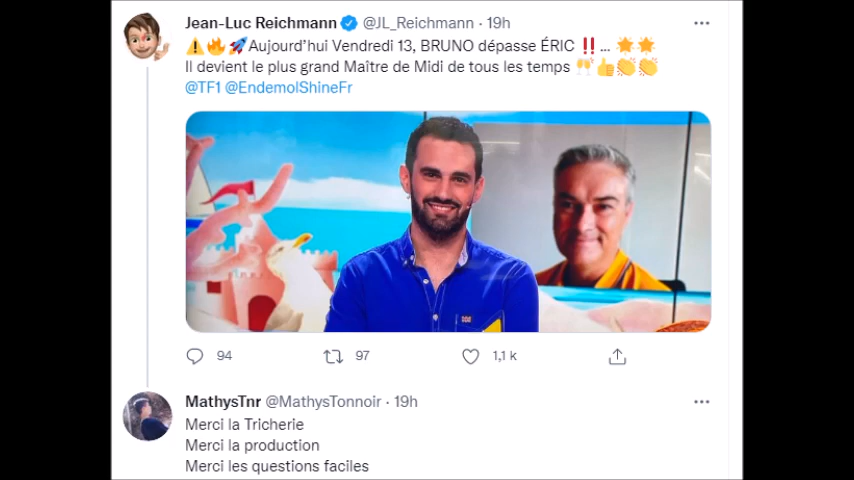 Jean-Luc Reichmann @JL_Reichmann · 19h
⚠️🔥🚀Aujourd'hui Vendredi 13, BRUNO dépasse ÉRIC ‼️... 🌟🌟
Il devient le plus grand Maître de Midi de tous les temps 🥂👍👏👏
@TF1 @EndemolShineFr
94 97 1,1 k
MathysTnr @MathysTonnoir · 19h
Merci la Tricherie
Merci la production
Merci les questions faciles